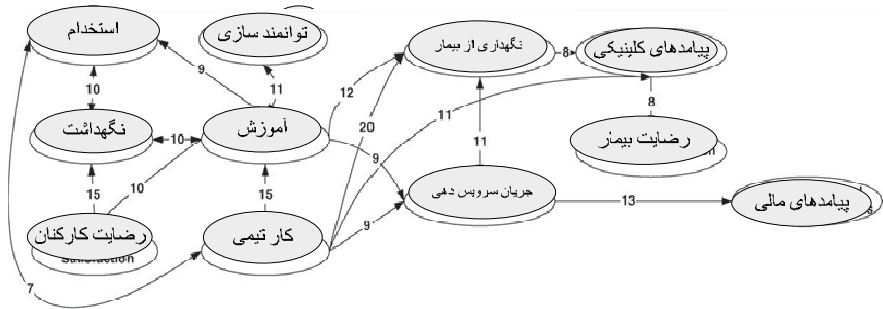 استخدام
توانمند سازی
نگهداری از بیمار
8
پیامدهای کلینیکی
9
10
11
12
20
11
8
نگهداشت
10
آموزش
رضایت بیمار
15
10
15
9
11
جریان سرویس دهی
13
پیامدهای مالی
رضایت کارکنان
کار تیمی
9
7